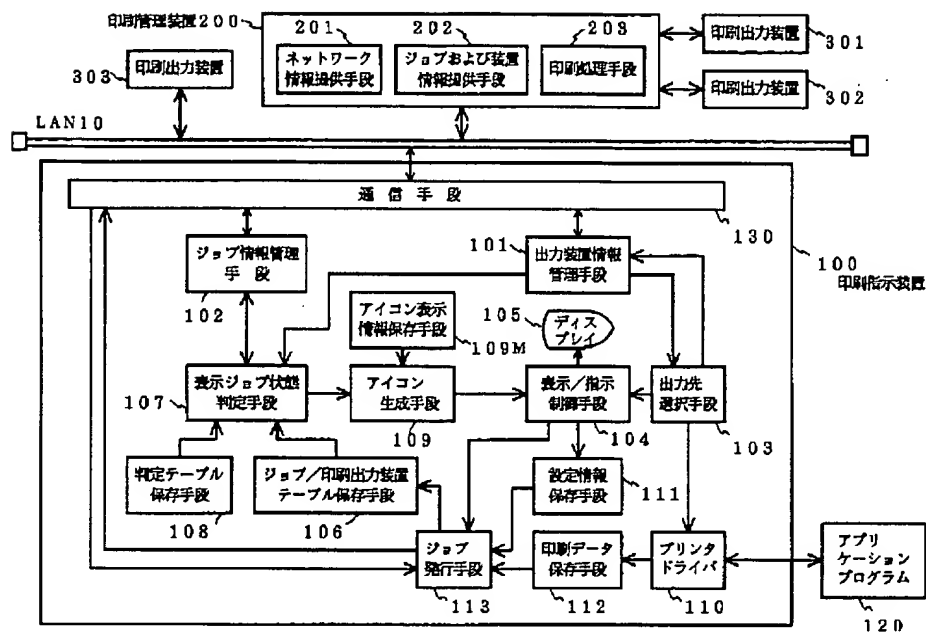 印刷管理装置200
201
202
203
ネットワーク
情報提供手段
ジョブおよび装置
情報提供手段
印刷処理手段
印刷出力装置
301
印刷出力装置
302
303
印刷出力装置
LAN10
通信手段
130
100
印刷指示装置
ジョブ情報管理
手段
102
101
出力装置情報
管理手段
アイコン表示
情報保存手段
109M
105
ディス
プレイ
表示ジョブ状態
判定手段
107
アイコン
生成手段
109
表示/指示
制御手段
104
出力先
選択手段
103
判定テーブル
保存手段
108
ジョブ/印刷出力装置
テーブル保存手段
106
設定情報
保存手段
111
ジョブ
発行手段
113
印刷データ
保存手段
112
プリンタ
ドライバ
110
アプリ
ケーション
プログラム
120